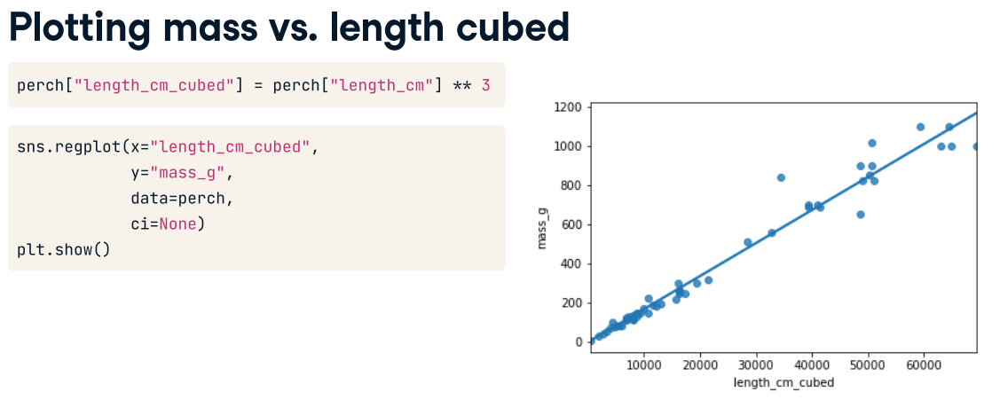 Plotting mass vs. length cubed
perch["length_cm_cubed"] = perch["length_cm"] ** 3
sns.regplot(x="length_cm_cubed",
y="mass_g",
data=perch,
ci=None)
plt.show()
1200
1000
800
600
400
200
0
mass_g
10000 20000 30000 40000 50000 60000
length_cm_cubed